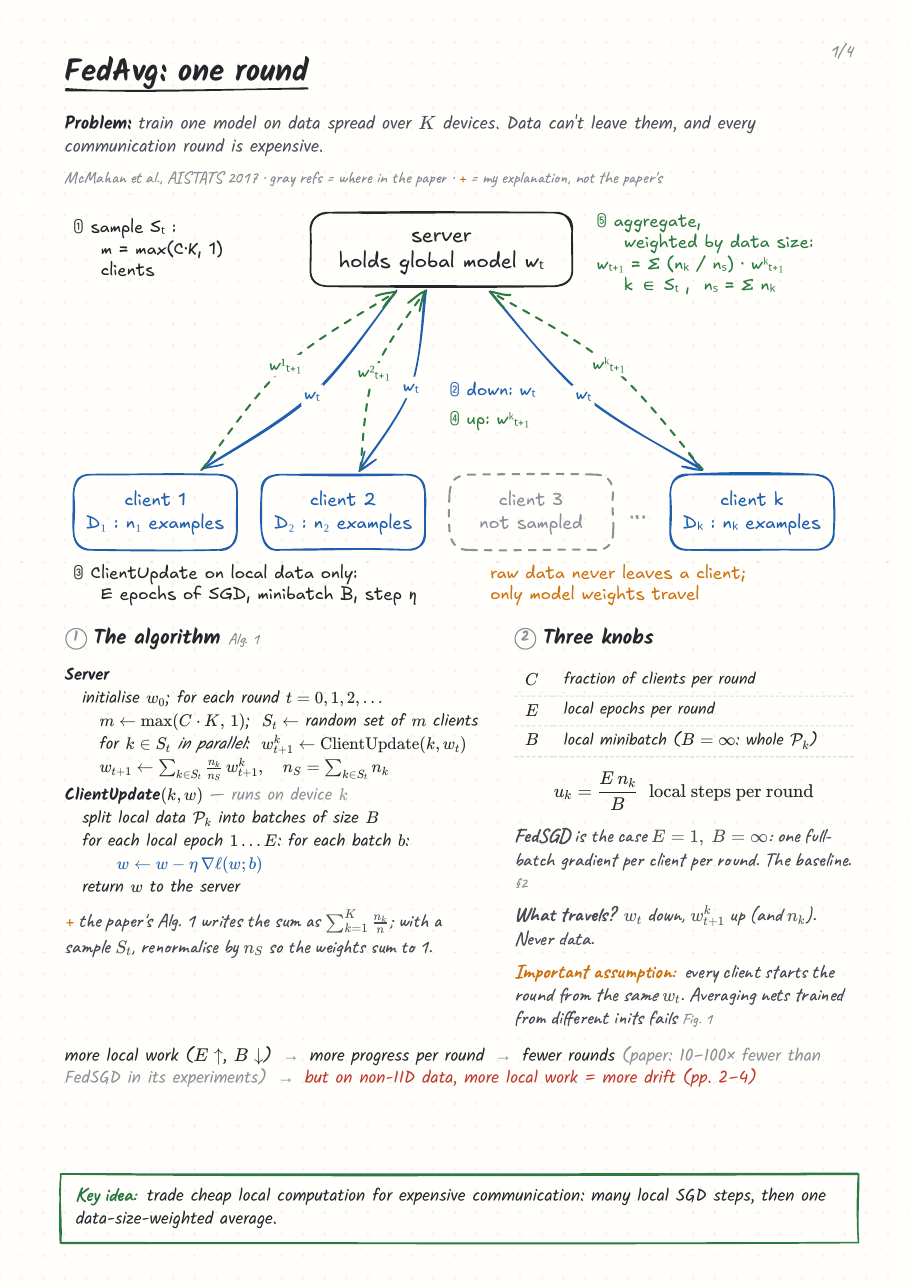 1/4
FedAvg: one round
Problem: train one model on data spread over K devices. Data can't leave them, and every
communication round is expensive.
McMahan et al., AISTATS 2017 · gray refs = where in the paper · + = my explanation, not the paper's
① sample Sₜ :
m = max(C·K, 1)
clients
server
holds global model wₜ
⑤ aggregate,
weighted by data size:
wₜ₊₁ = Σ (nₖ / nₛ) · wᵏₜ₊₁
k ∈ Sₜ , nₛ = Σ nₖ
w¹ₜ₊₁
wₜ
w²ₜ₊₁
wₜ
② down: wₜ
④ up: wᵏₜ₊₁
wᵏₜ₊₁
wₜ
client 1
D₁ : n₁ examples
client 2
D₂ : n₂ examples
client 3
not sampled
...
client k
Dₖ : nₖ examples
③ ClientUpdate on local data only:
E epochs of SGD, minibatch B, step η
raw data never leaves a client;
only model weights travel
① The algorithm Alg. 1
Server
initialise w₀; for each round t = 0, 1, 2, …
m ← max(C · K, 1); Sₜ ← random set of m clients
for k ∈ Sₜ in parallel: wᵏₜ₊₁ ← ClientUpdate(k, wₜ)
wₜ₊₁ ← ∑_{k∈Sₜ} nₖ/n_S wᵏₜ₊₁, n_S = ∑_{k∈Sₜ} nₖ
ClientUpdate(k, w) — runs on device k
split local data 𝒫ₖ into batches of size B
for each local epoch 1…E: for each batch b:
w ← w − η ∇ℓ(w; b)
return w to the server
+ the paper's Alg. 1 writes the sum as ∑ᴷₖ₌₁ nₖ/n; with a
sample Sₜ, renormalise by n_S so the weights sum to 1.
② Three knobs
C fraction of clients per round
E local epochs per round
B local minibatch (B = ∞: whole 𝒫ₖ)
uₖ = E nₖ / B local steps per round
FedSGD is the case E = 1, B = ∞: one full-
batch gradient per client per round. The baseline.
§2
What travels? wₜ down, wᵏₜ₊₁ up (and nₖ).
Never data.
Important assumption: every client starts the
round from the same wₜ. Averaging nets trained
from different inits fails Fig. 1
more local work (E ↑, B ↓) → more progress per round → fewer rounds (paper: 10–100× fewer than
FedSGD in its experiments) → but on non-IID data, more local work = more drift (pp. 2–4)
Key idea: trade cheap local computation for expensive communication: many local SGD steps, then one
data-size-weighted average.